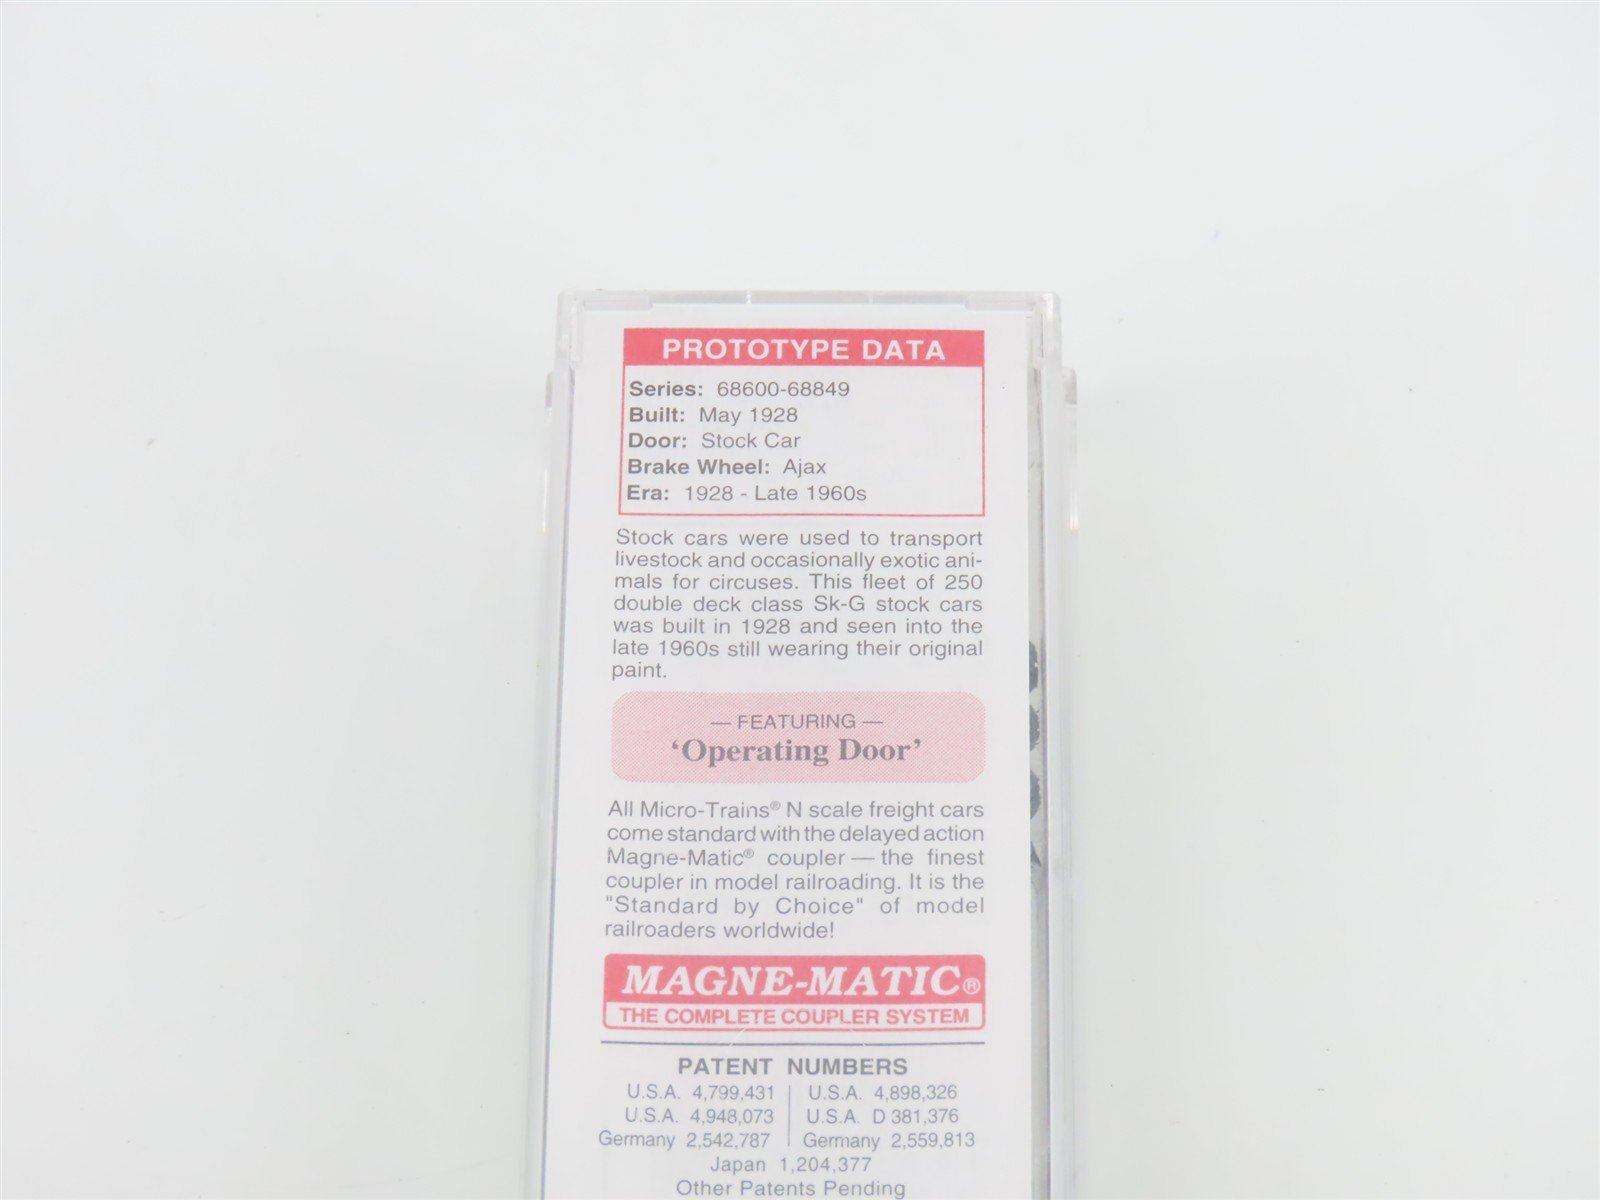 PROTOTYPE DATA
Series: 68600-68849
Built: May 1928
Door: Stock Car
Brake Wheel: Ajax
Era: 1928 - Late 1960s
Stock cars were used to transport
livestock and occasionally exotic ani-
mals for circuses. This fleet of 250
double deck class Sk-G stock cars
was built in 1928 and seen into the
late 1960s still wearing their original
paint.
— FEATURING —
‘Operating Door’
All Micro-Trains® N scale freight cars
come standard with the delayed action
Magne-Matic® coupler — the finest
coupler in model railroading. It is the
"Standard by Choice" of model
railroaders worldwide!
MAGNE-MATIC®
THE COMPLETE COUPLER SYSTEM
PATENT NUMBERS
U.S.A. 4,799,431 | U.S.A. 4,898,326
U.S.A. 4,948,073 | U.S.A. D 381,376
Germany 2,542,787 | Germany 2,559,813
Japan 1,204,377
Other Patents Pending